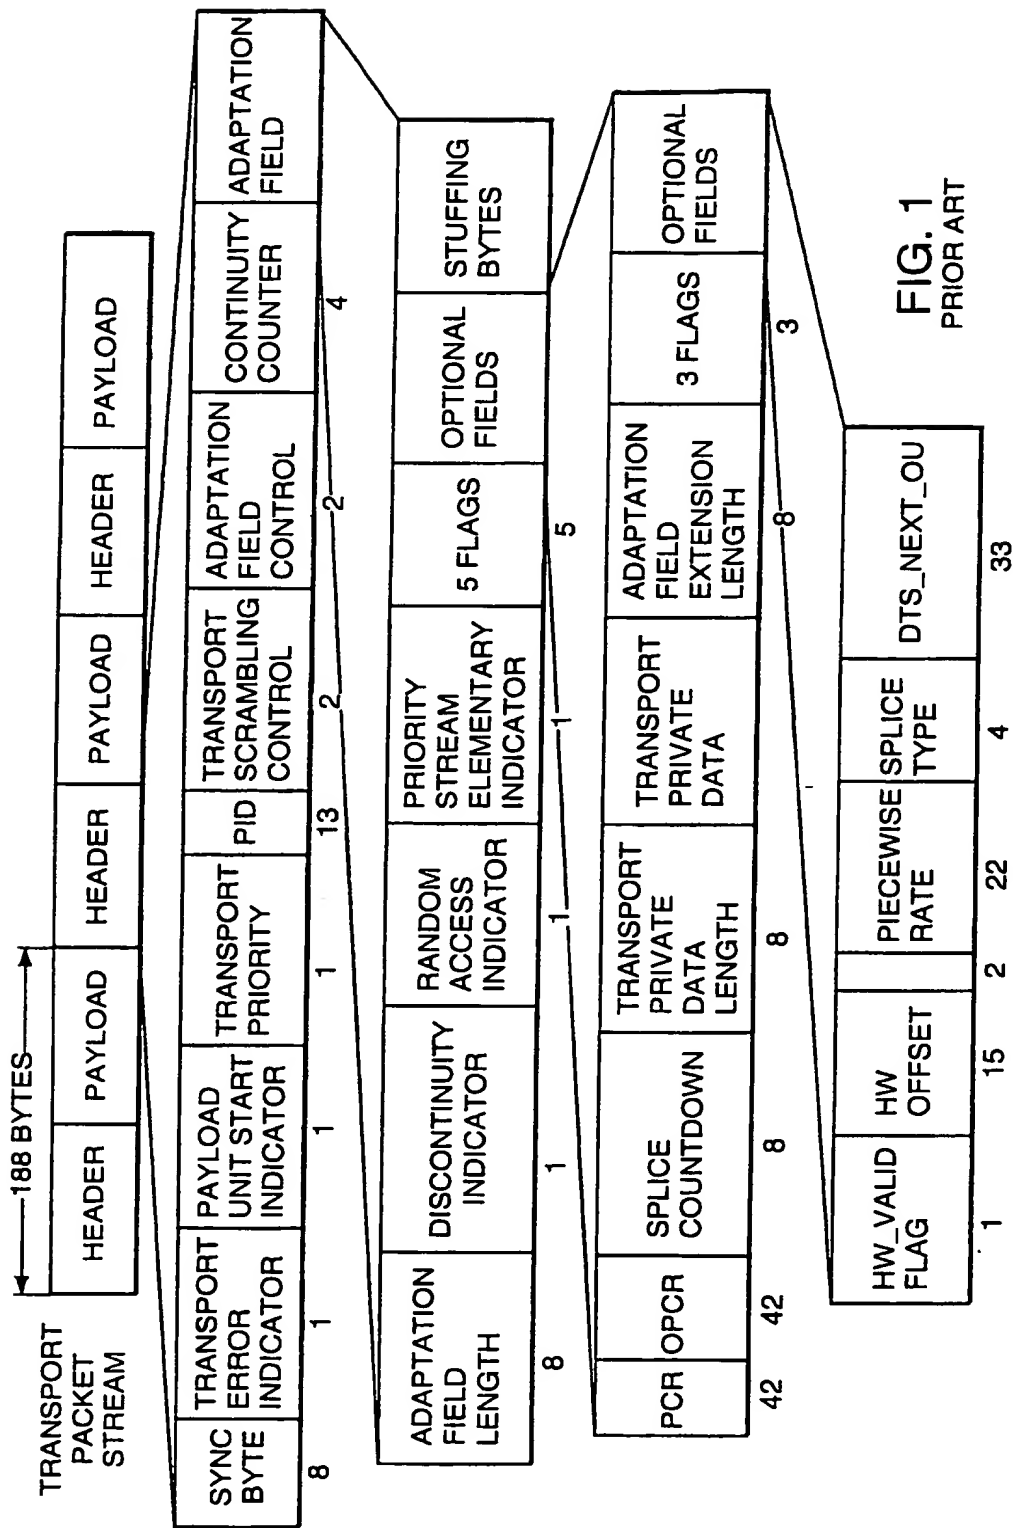 TRANSPORT
PACKET
STREAM
188 BYTES
HEADER
PAYLOAD
HEADER
PAYLOAD
HEADER
PAYLOAD
SYNC
BYTE
TRANSPORT
ERROR
INDICATOR
PAYLOAD
UNIT START
INDICATOR
TRANSPORT
PRIORITY
PID
TRANSPORT
SCRAMBLING
CONTROL
ADAPTATION
FIELD
CONTROL
CONTINUITY
COUNTER
ADAPTATION
FIELD
8
1
1
1
13
2
2
4
ADAPTATION
FIELD
LENGTH
DISCONTINUITY
INDICATOR
RANDOM
ACCESS
INDICATOR
PRIORITY
STREAM
ELEMENTARY
INDICATOR
5 FLAGS
OPTIONAL
FIELDS
STUFFING
BYTES
8
1
1
1
5
PCR
OPCR
SPLICE
COUNTDOWN
TRANSPORT
PRIVATE
DATA
LENGTH
TRANSPORT
PRIVATE
DATA
ADAPTATION
FIELD
EXTENSION
LENGTH
3 FLAGS
OPTIONAL
FIELDS
42
42
8
8
8
3
HW_VALID
FLAG
HW
OFFSET
PIECEWISE
RATE
SPLICE
TYPE
DTS_NEXT_OU
1
15
2
22
4
33
FIG. 1
PRIOR ART